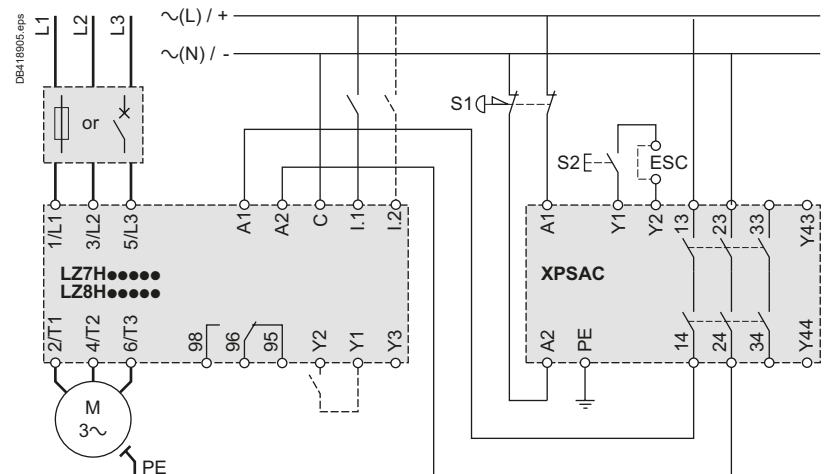 DB418905.eps
L1 L2 L3
∼(L) / +
∼(N) / -
or
S1
S2 ESC
1/L1 3/L2 5/L3 A1 A2 C I.1 I.2
A1 Y1 Y2 13 23 33 Y43
LZ7H●●●●●
LZ8H●●●●●
XPSAC
2/T1 4/T2 6/T3 98 96 95 Y2 Y1 Y3
A2 PE 14 24 34 Y44
M
3∼
PE